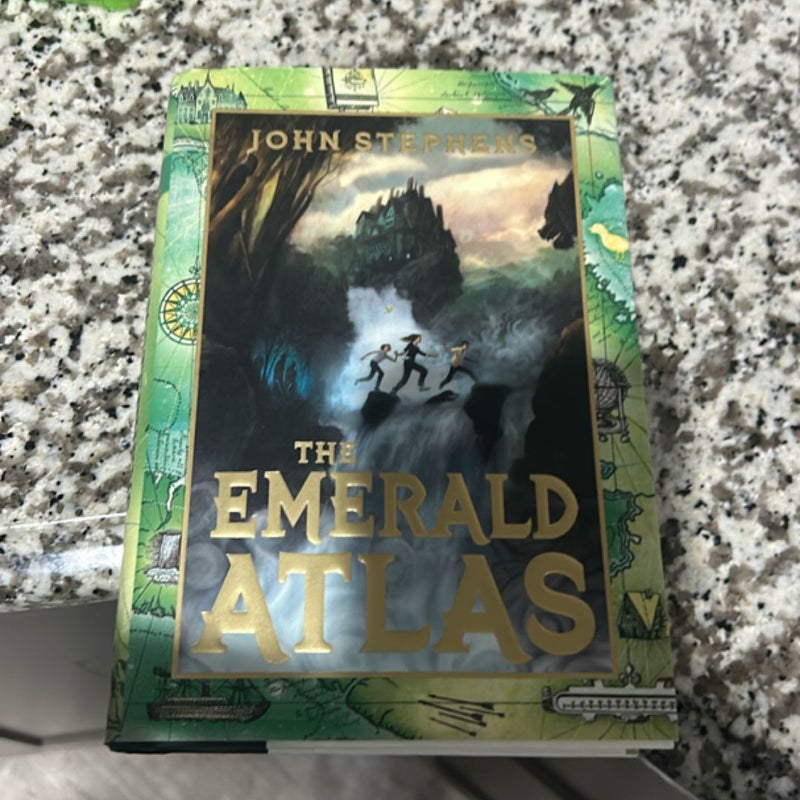 JOHN STEPHENS
THE
EMERALD
ATLAS